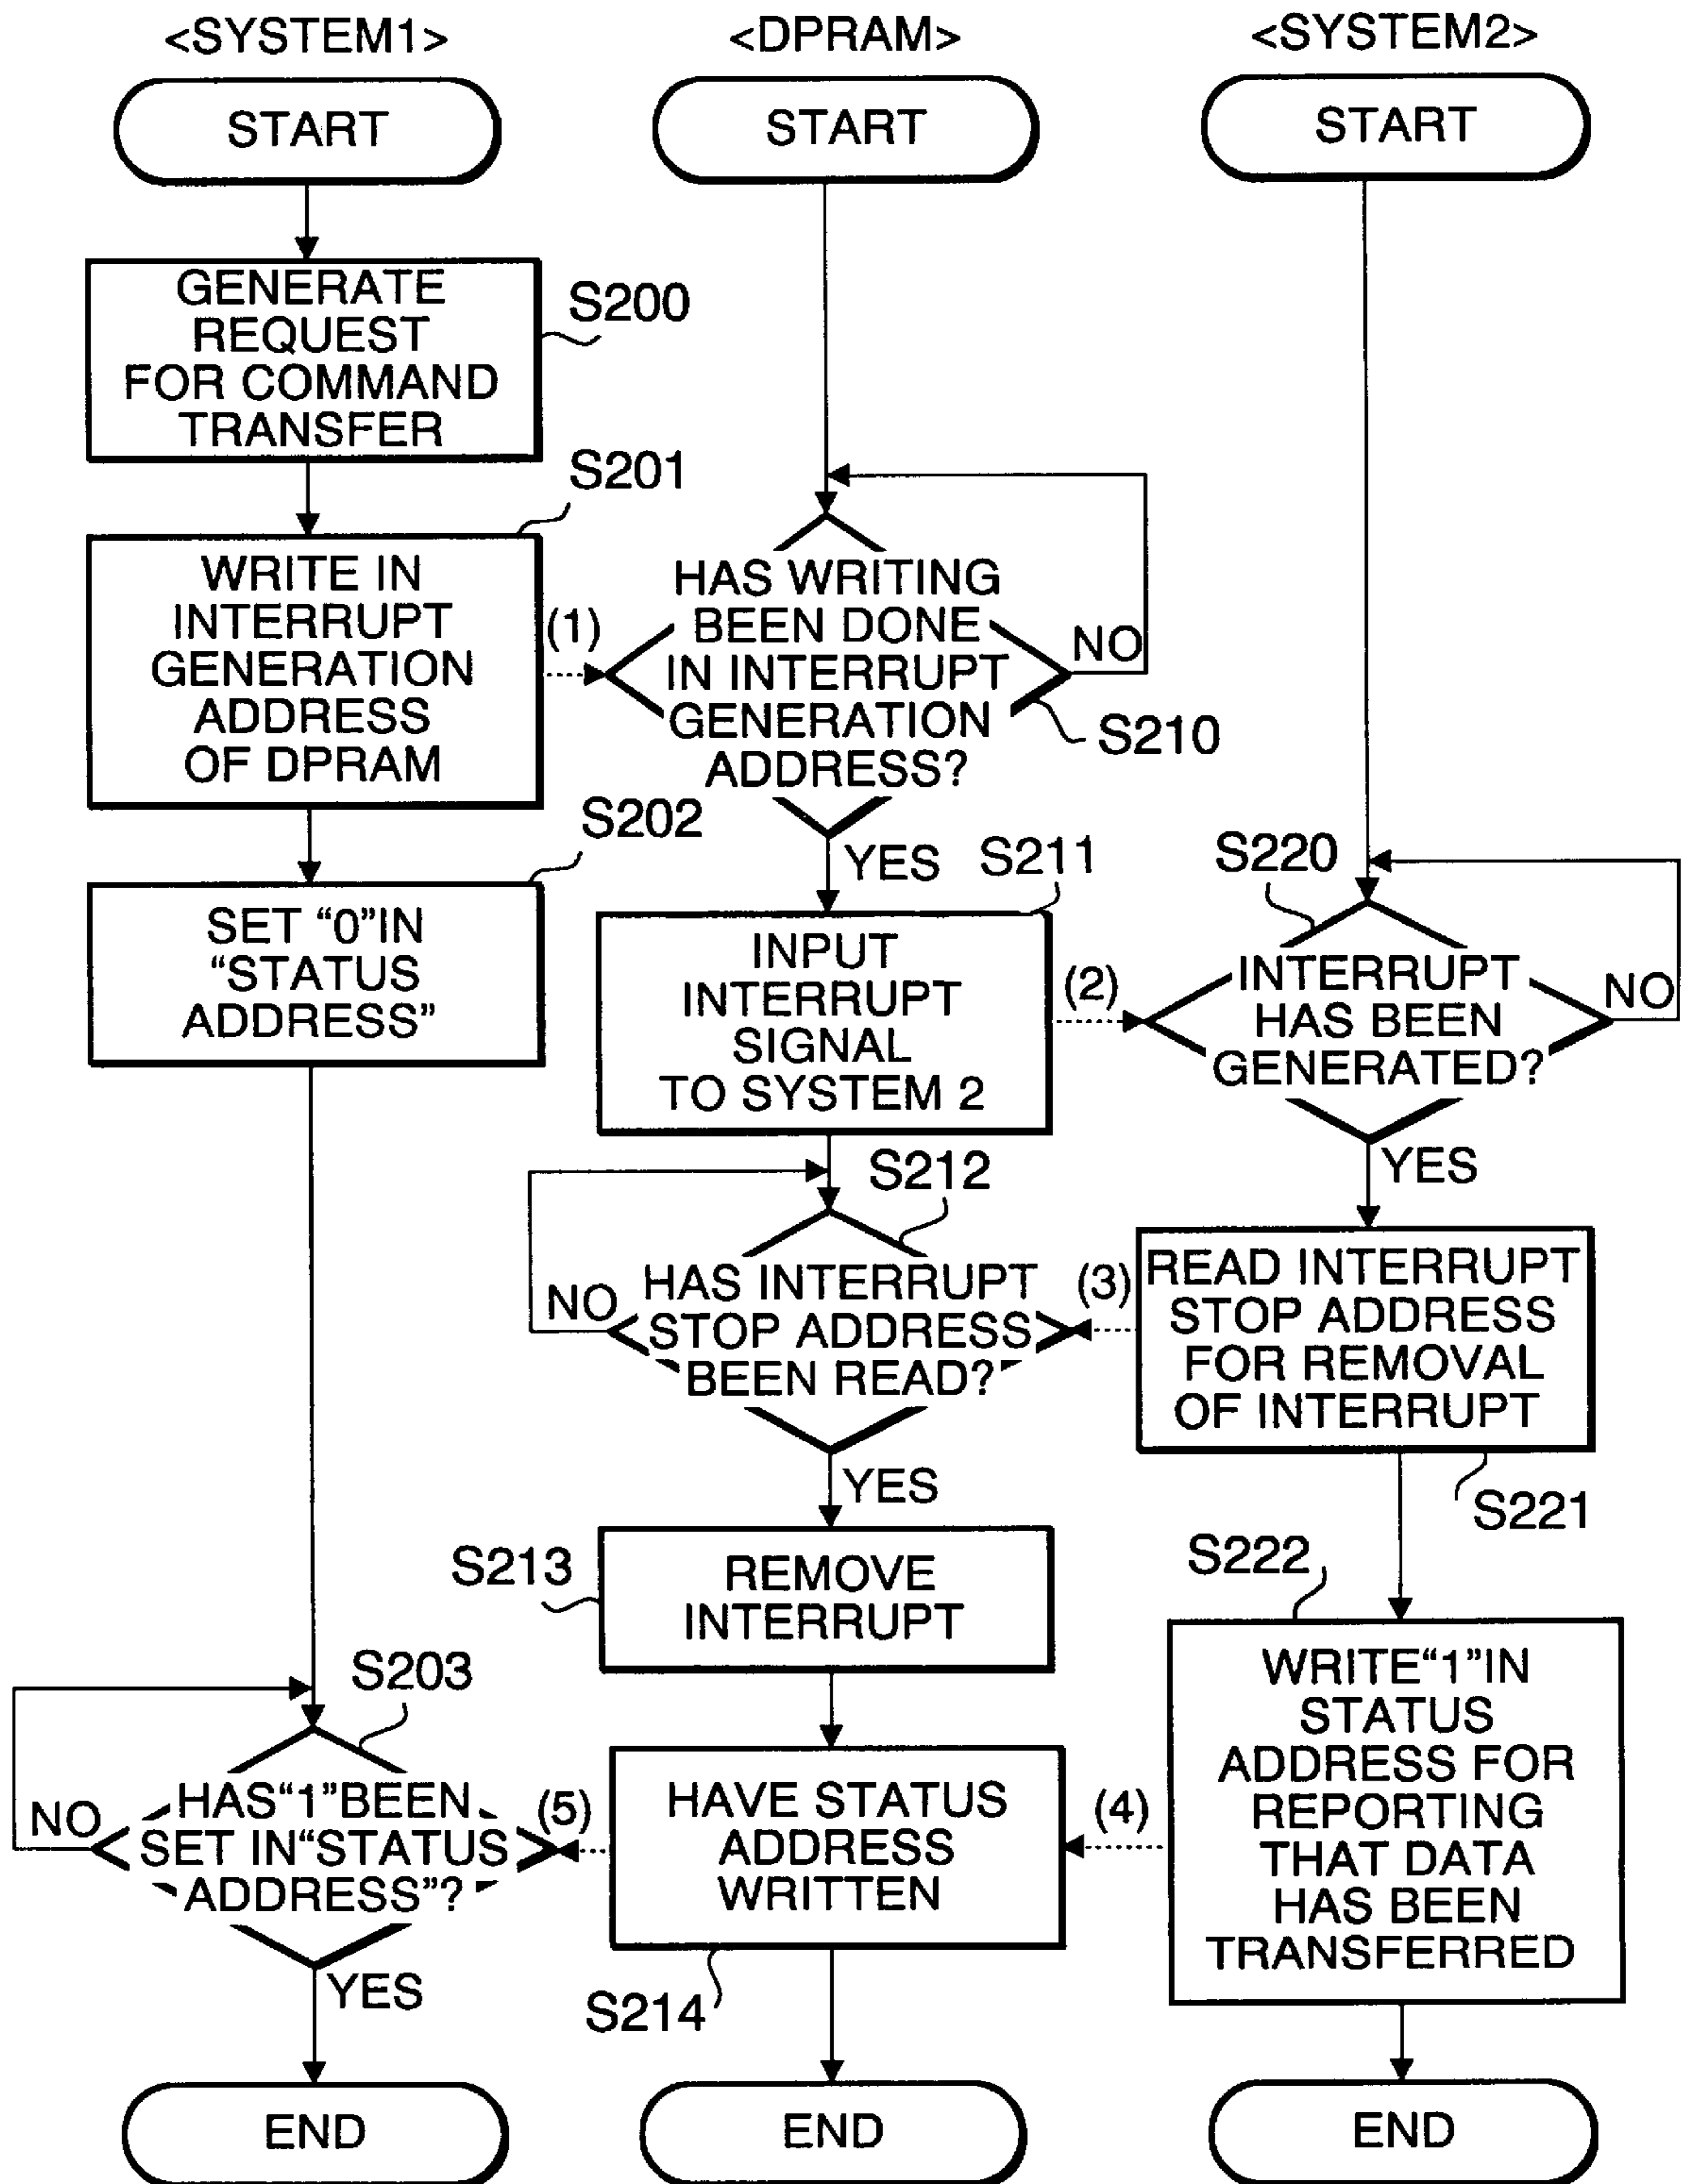 <SYSTEM1>
START
GENERATE
REQUEST
FOR COMMAND
TRANSFER
S200
S201
WRITE IN
INTERRUPT
GENERATION
ADDRESS
OF DPRAM
(1)
S202
SET “0”IN
“STATUS
ADDRESS”
S203
HAS“1”BEEN
SET IN“STATUS
ADDRESS”?
NO
(5)
YES
END
<DPRAM>
START
HAS WRITING
BEEN DONE
IN INTERRUPT
GENERATION
ADDRESS?
NO
S210
YES
S211
INPUT
INTERRUPT
SIGNAL
TO SYSTEM 2
(2)
S212
HAS INTERRUPT
STOP ADDRESS
BEEN READ?
NO
(3)
YES
S213
REMOVE
INTERRUPT
HAVE STATUS
ADDRESS
WRITTEN
(4)
S214
END
<SYSTEM2>
START
S220
INTERRUPT
HAS BEEN
GENERATED?
NO
YES
READ INTERRUPT
STOP ADDRESS
FOR REMOVAL
OF INTERRUPT
S221
S222
WRITE“1”IN
STATUS
ADDRESS FOR
REPORTING
THAT DATA
HAS BEEN
TRANSFERRED
END